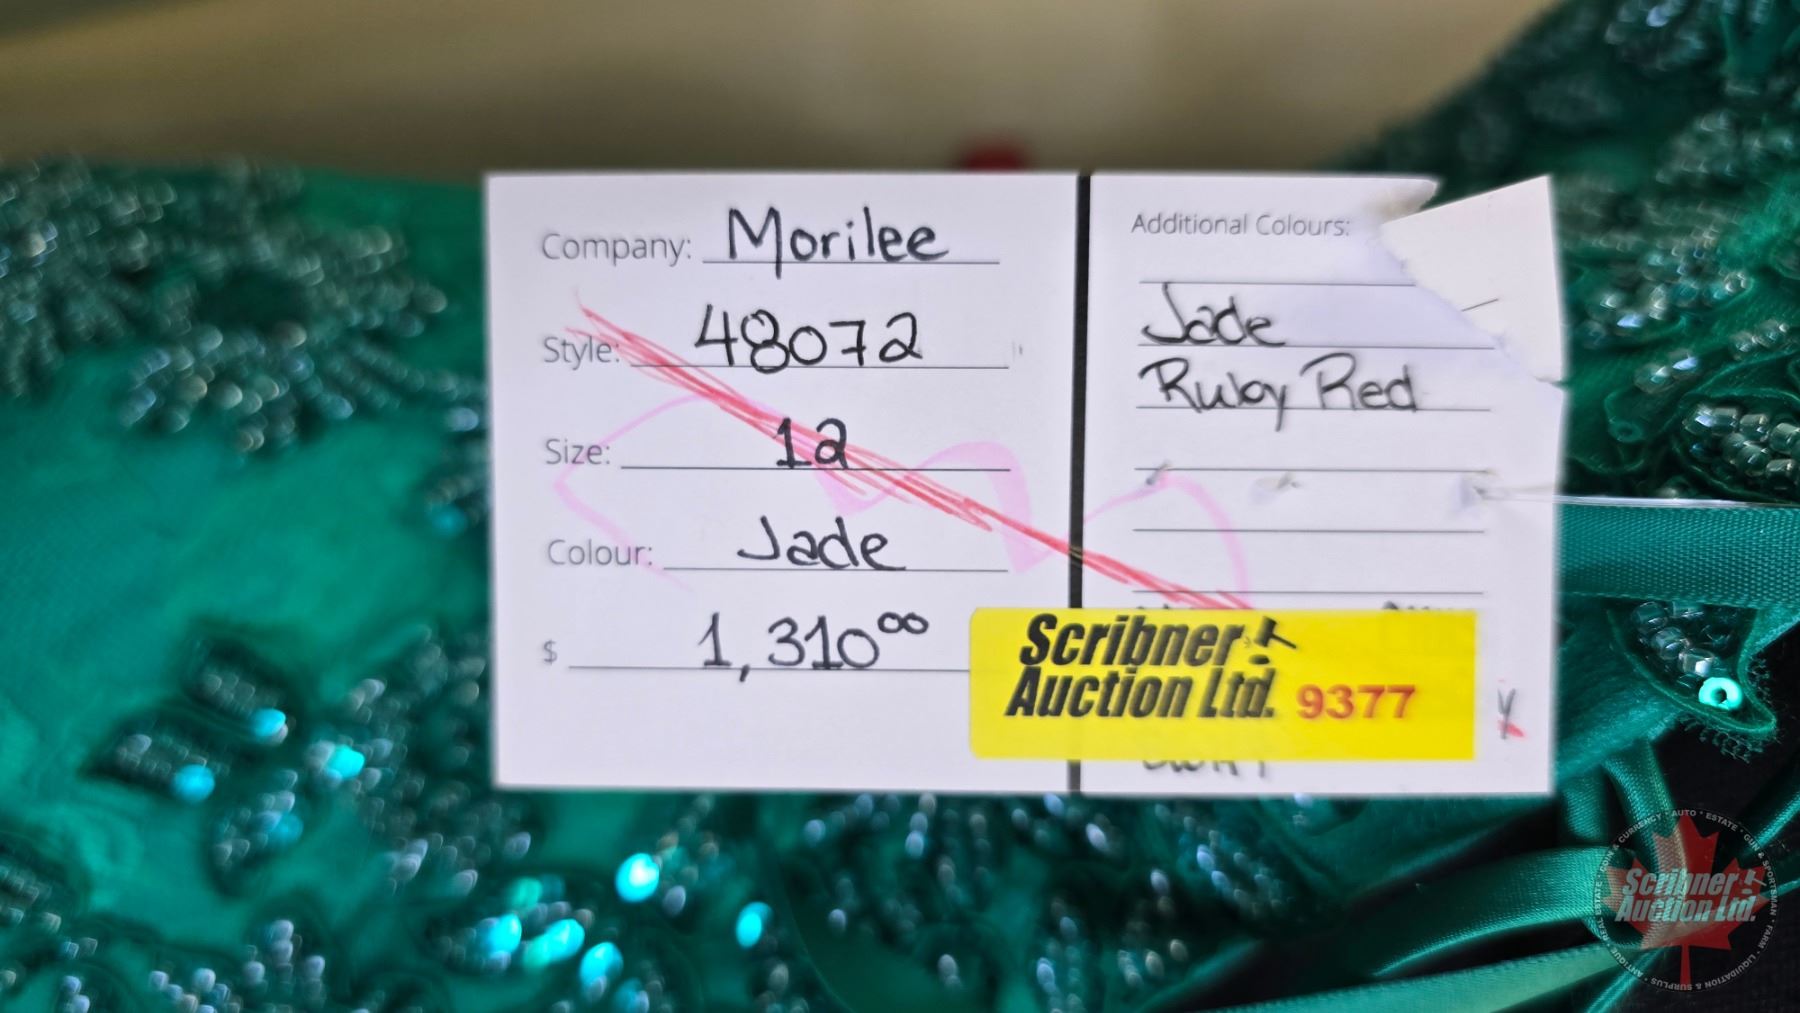 Company: Morilee
Style: 48072
Size: 12
Colour: Jade
$ 1,310⁰⁰
Additional Colours:
Jade
Ruby Red
Scribner!
Auction Ltd. 9377
Scribner!
Auction Ltd.